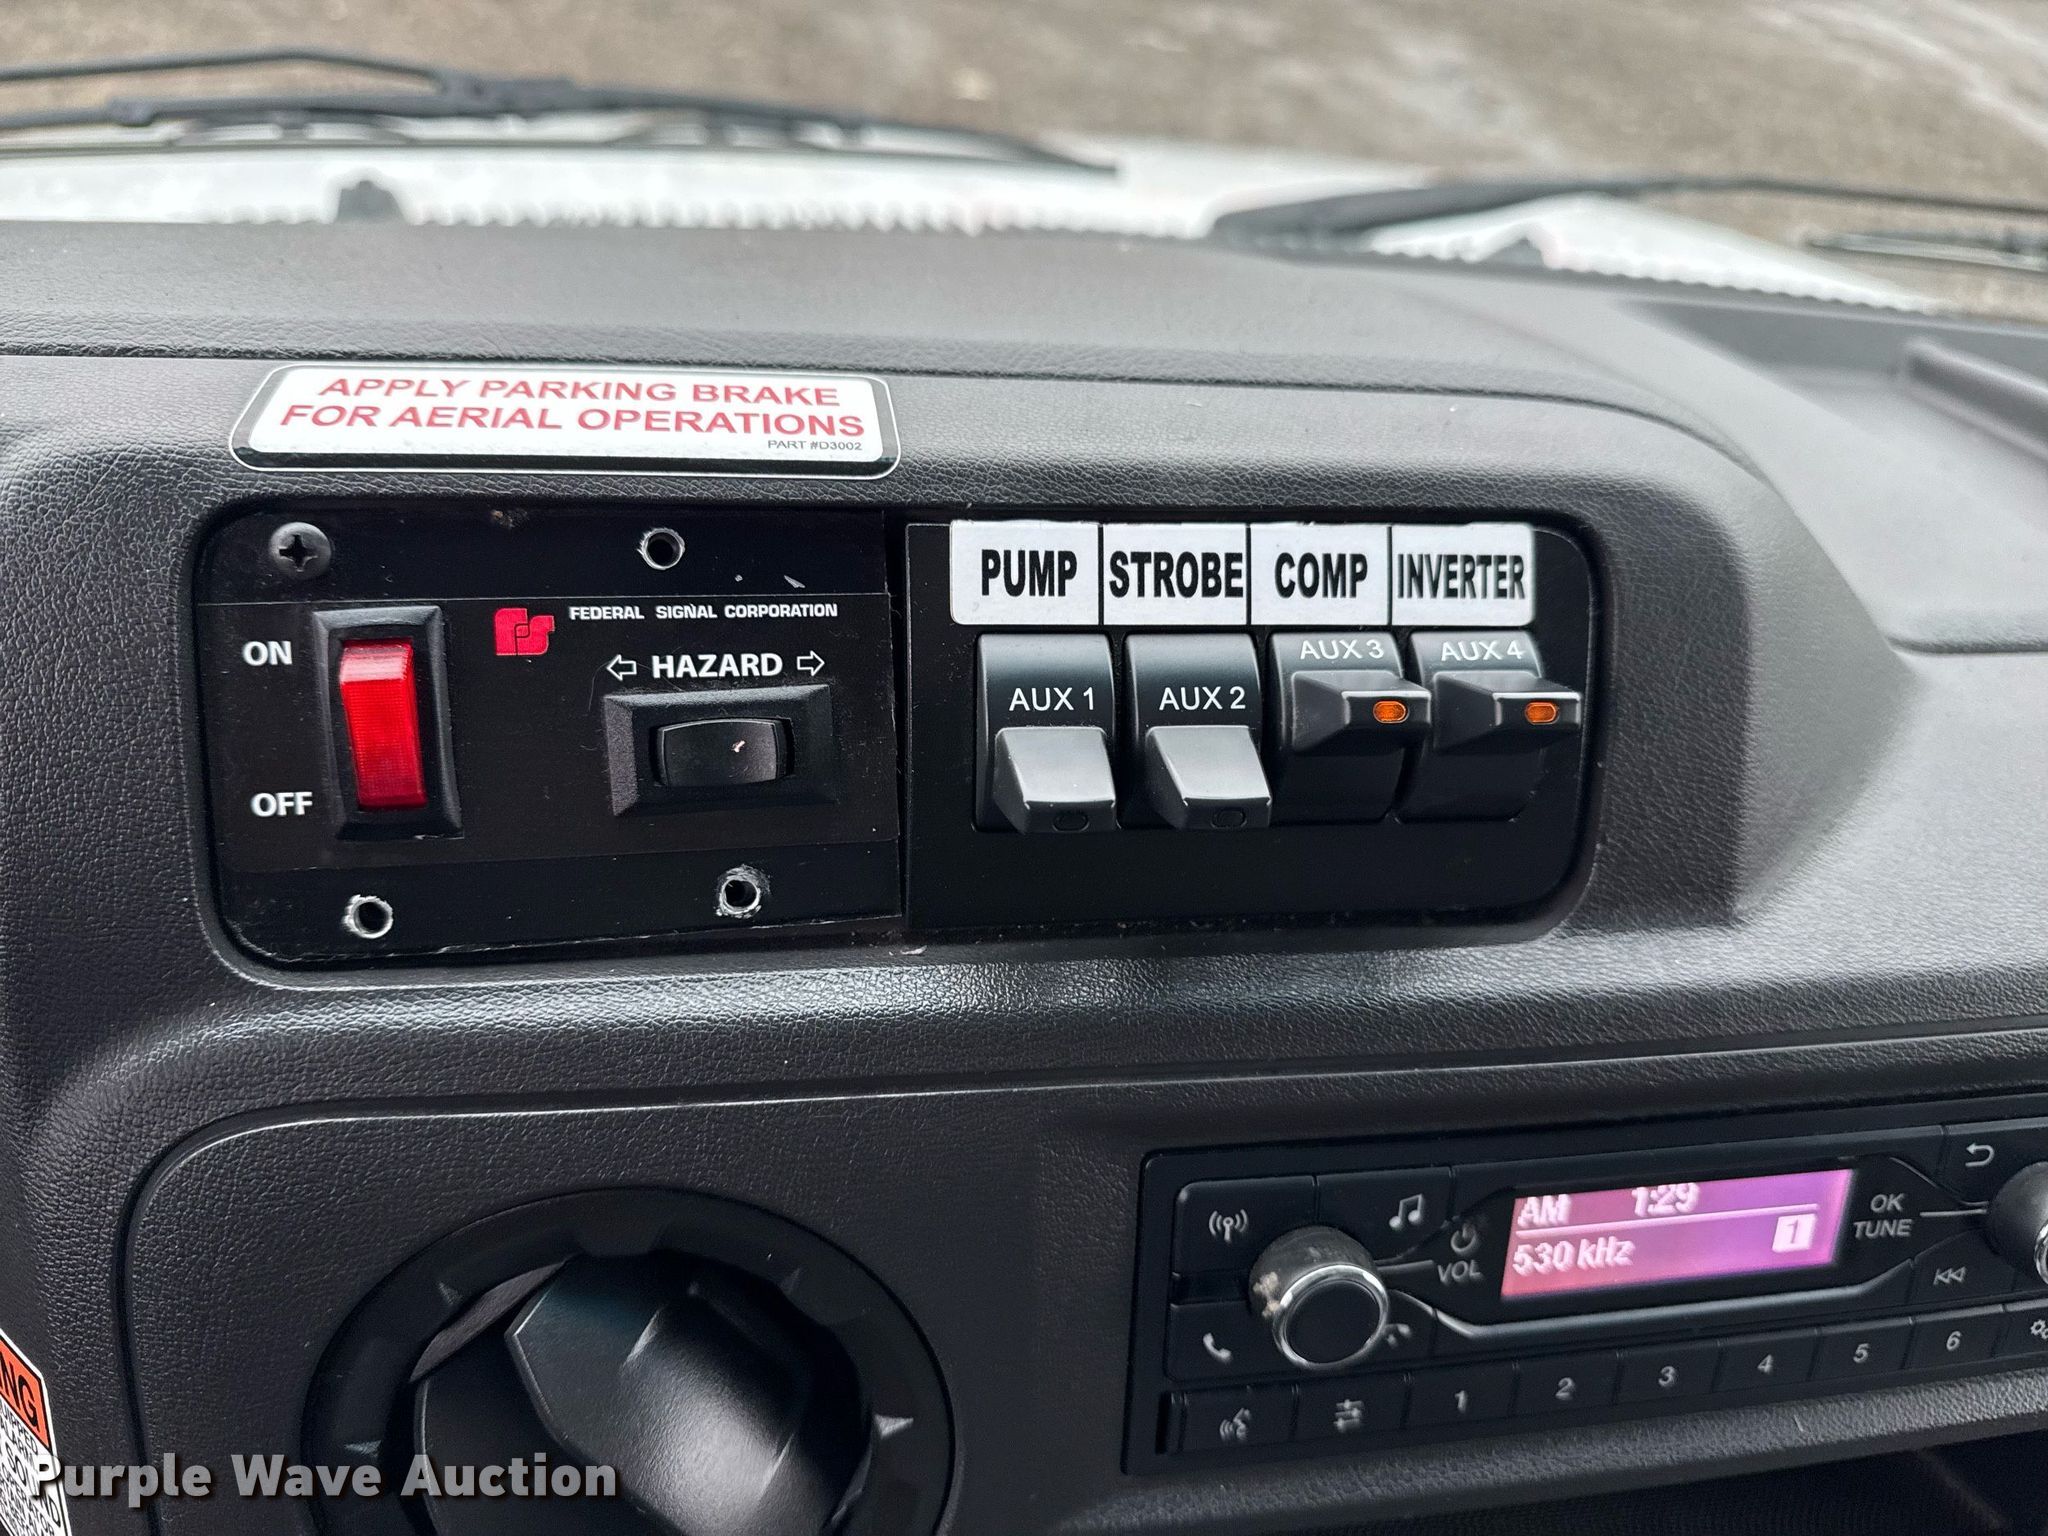 APPLY PARKING BRAKE
FOR AERIAL OPERATIONS
PART #D3002
PUMP STROBE COMP INVERTER
FEDERAL SIGNAL CORPORATION
ON
HAZARD
OFF
AUX 1 AUX 2 AUX 3 AUX 4
AM 1:29
530 kHz 1
VOL
OK
TUNE
1 2 3 4 5 6
Purple Wave Auction